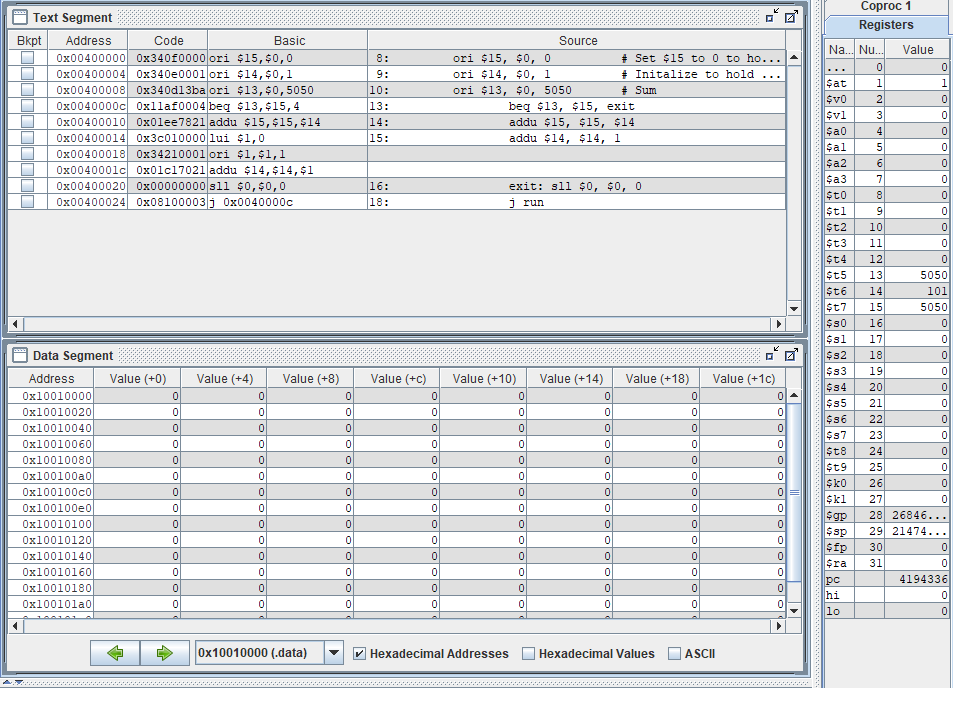 Text Segment
Bkpt Address Code Basic Source
0x00400000 0x340f0000 ori $15,$0,0 8: ori $15, $0, 0 # Set $15 to 0 to ho...
0x00400004 0x340e0001 ori $14,$0,1 9: ori $14, $0, 1 # Initalize to hold ...
0x00400008 0x340d13ba ori $13,$0,5050 10: ori $13, $0, 5050 # Sum
0x0040000c 0x11af0004 beq $13,$15,4 13: beq $13, $15, exit
0x00400010 0x01ee7821 addu $15,$15,$14 14: addu $15, $15, $14
0x00400014 0x3c010000 lui $1,0 15: addu $14, $14, 1
0x00400018 0x34210001 ori $1,$1,1
0x0040001c 0x01c17021 addu $14,$14,$1
0x00400020 0x00000000 sll $0,$0,0 16: exit: sll $0, $0, 0
0x00400024 0x08100003 j 0x0040000c 18: j run
Data Segment
Address Value (+0) Value (+4) Value (+8) Value (+c) Value (+10) Value (+14) Value (+18) Value (+1c)
0x10010000 0 0 0 0 0 0 0 0
0x10010020 0 0 0 0 0 0 0 0
0x10010040 0 0 0 0 0 0 0 0
0x10010060 0 0 0 0 0 0 0 0
0x10010080 0 0 0 0 0 0 0 0
0x100100a0 0 0 0 0 0 0 0 0
0x100100c0 0 0 0 0 0 0 0 0
0x100100e0 0 0 0 0 0 0 0 0
0x10010100 0 0 0 0 0 0 0 0
0x10010120 0 0 0 0 0 0 0 0
0x10010140 0 0 0 0 0 0 0 0
0x10010160 0 0 0 0 0 0 0 0
0x10010180 0 0 0 0 0 0 0 0
0x100101a0 0 0 0 0 0 0 0 0
0x10010000 (.data) Hexadecimal Addresses Hexadecimal Values ASCII
Coproc 1
Registers
Na... Nu... Value
... 0 0
$at 1 1
$v0 2 0
$v1 3 0
$a0 4 0
$a1 5 0
$a2 6 0
$a3 7 0
$t0 8 0
$t1 9 0
$t2 10 0
$t3 11 0
$t4 12 0
$t5 13 5050
$t6 14 101
$t7 15 5050
$s0 16 0
$s1 17 0
$s2 18 0
$s3 19 0
$s4 20 0
$s5 21 0
$s6 22 0
$s7 23 0
$t8 24 0
$t9 25 0
$k0 26 0
$k1 27 0
$gp 28 26846...
$sp 29 21474...
$fp 30 0
$ra 31 0
pc 4194336
hi 0
lo 0